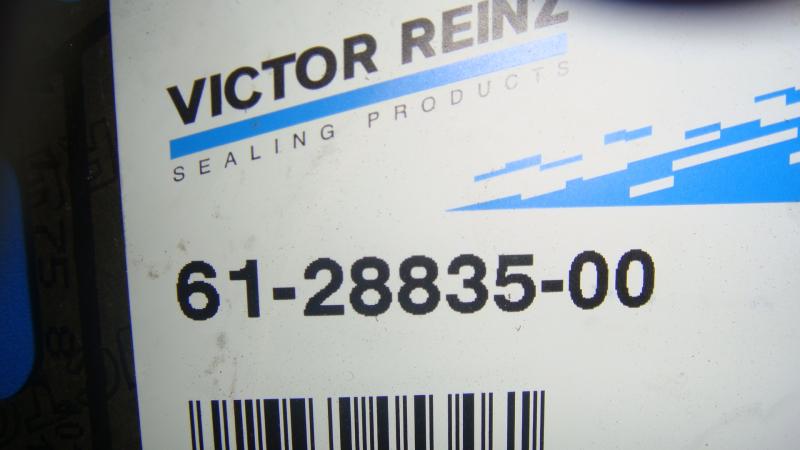 VICTOR REINZ
SEALING PRODUCTS
61-28835-00